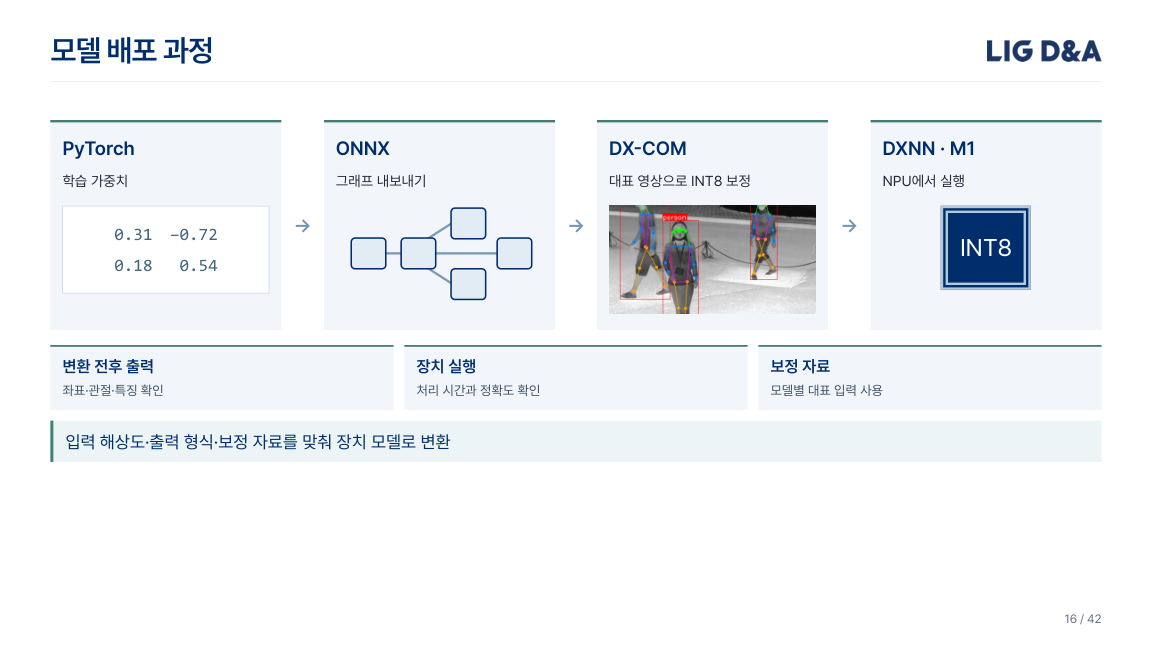 모델 배포 과정
LIG D&A
PyTorch
학습 가중치
0.31 −0.72
0.18 0.54
ONNX
그래프 내보내기
DX-COM
대표 영상으로 INT8 보정
person
DXNN · M1
NPU에서 실행
INT8
변환 전후 출력
좌표·관절·특징 확인
장치 실행
처리 시간과 정확도 확인
보정 자료
모델별 대표 입력 사용
입력 해상도·출력 형식·보정 자료를 맞춰 장치 모델로 변환
16 / 42